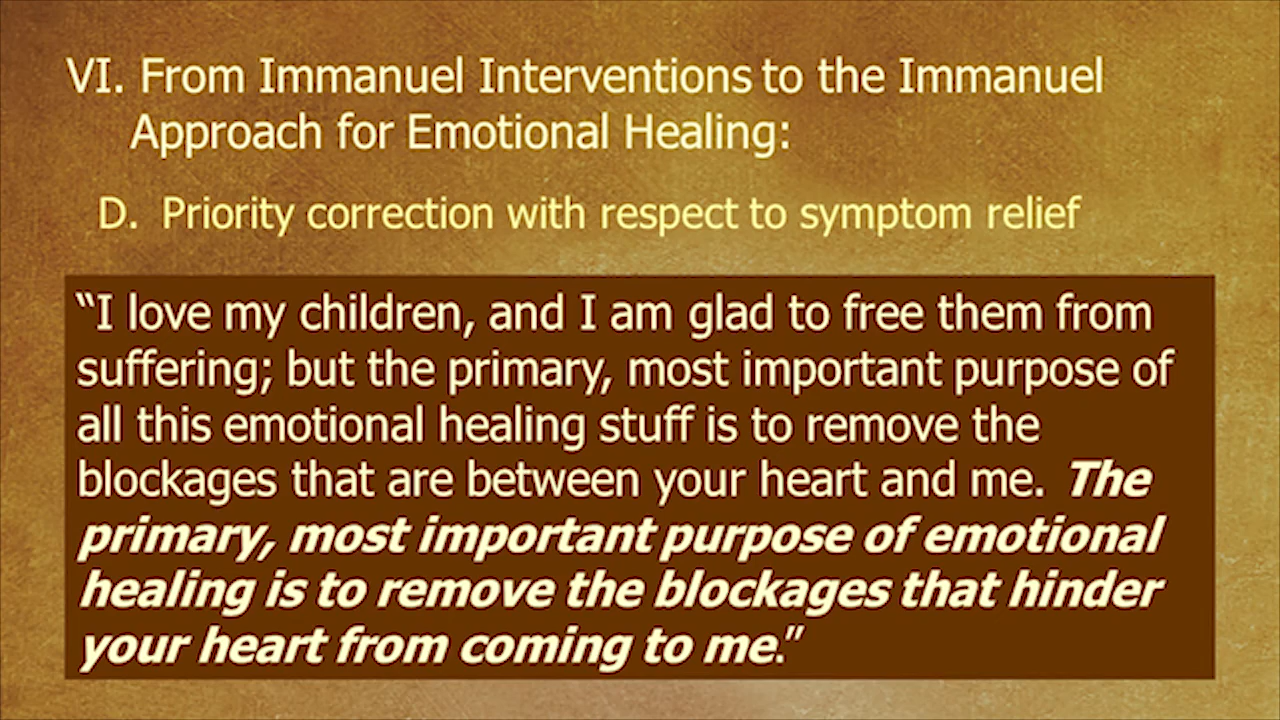 VI. From Immanuel Interventions to the Immanuel
Approach for Emotional Healing:
D. Priority correction with respect to symptom relief
“I love my children, and I am glad to free them from
suffering; but the primary, most important purpose of
all this emotional healing stuff is to remove the
blockages that are between your heart and me. The
primary, most important purpose of emotional
healing is to remove the blockages that hinder
your heart from coming to me.”